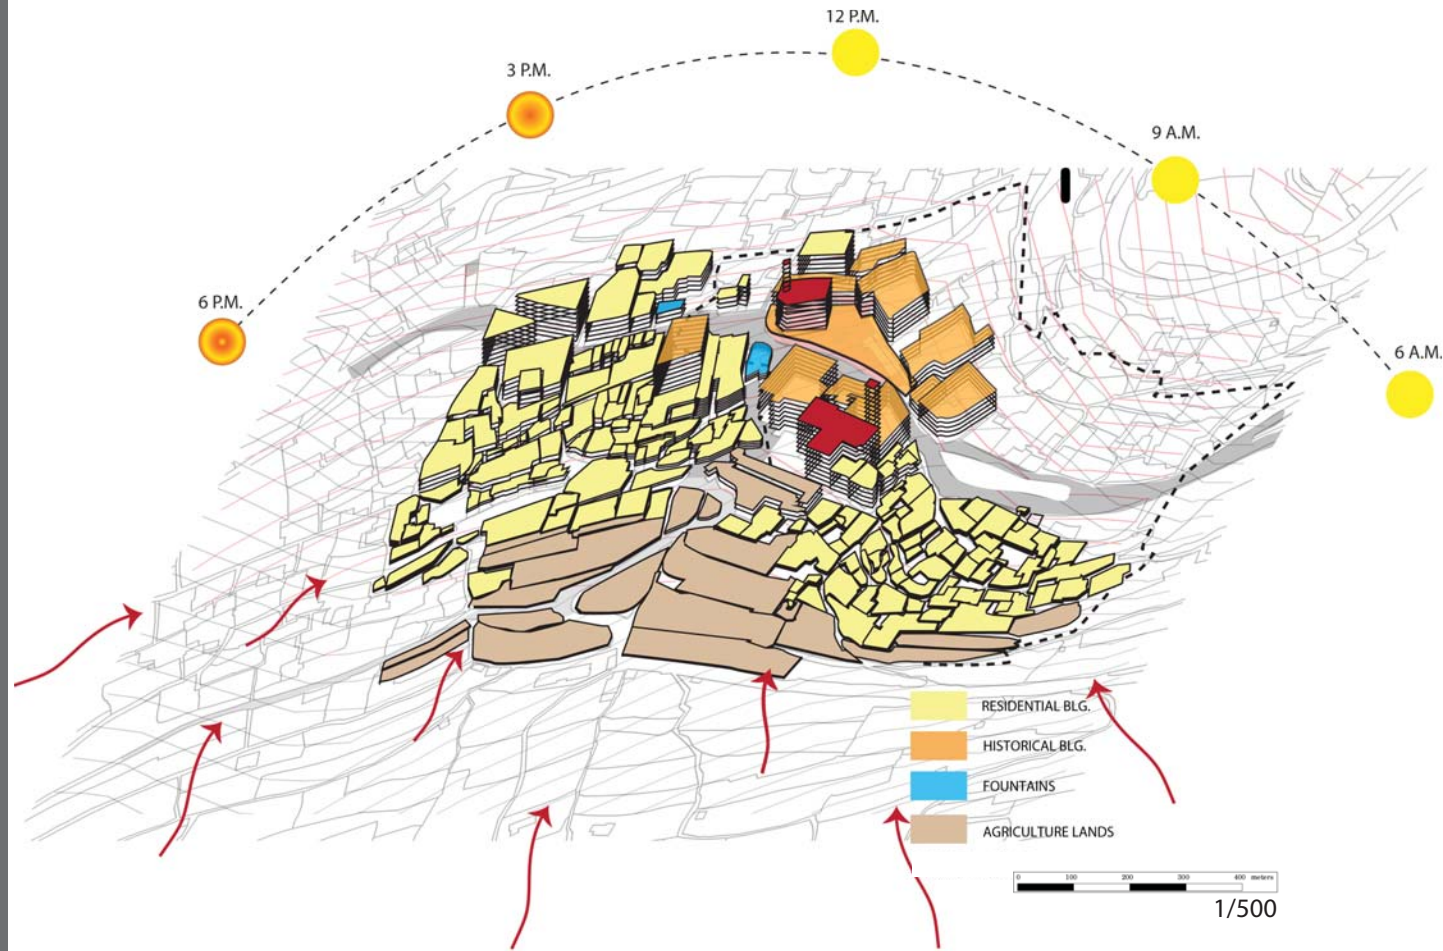 12 P.M.
3 P.M.
9 A.M.
6 P.M.
6 A.M.
RESIDENTIAL BLG.
HISTORICAL BLG.
FOUNTAINS
AGRICULTURE LANDS
0 100 200 300 400 meters
1/500